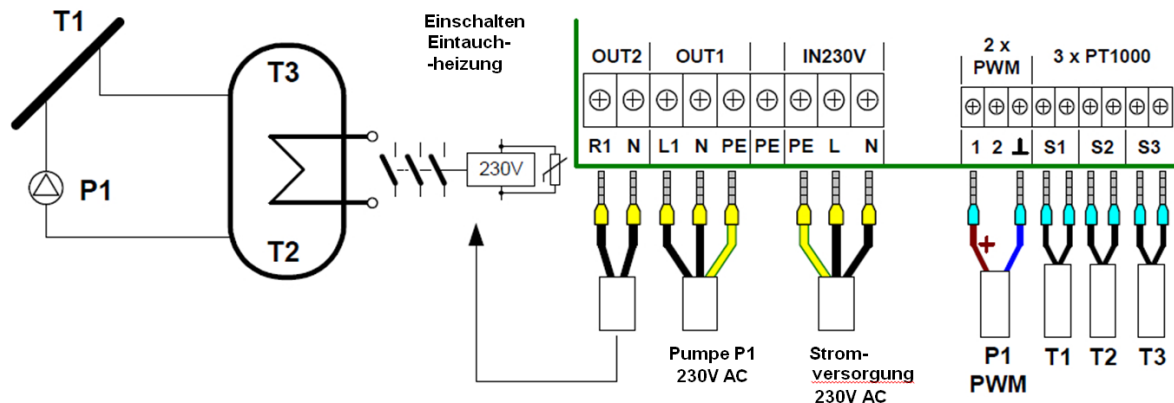 T1
T3
P1
T2
Einschalten
Eintauch-
-heizung
230V
OUT2 OUT1 IN230V
R1 N L1 N PE PE PE L N
2 x
PWM
3 x PT1000
1 2 ⊥ S1 S2 S3
+
Pumpe P1
230V AC
Strom-
versorgung
230V AC
P1
PWM
T1 T2 T3